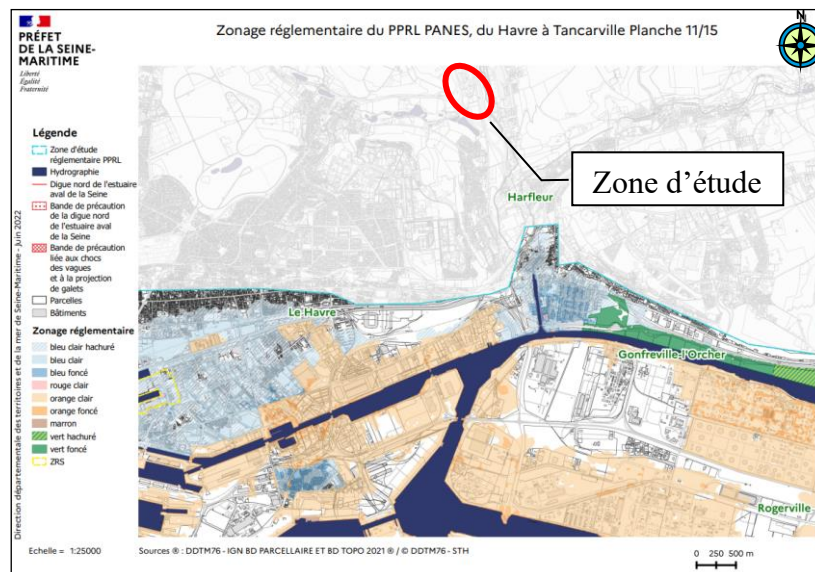 PRÉFET
DE LA SEINE-
MARITIME
Liberté
Égalité
Fraternité
Zonage réglementaire du PPRL PANES, du Havre à Tancarville Planche 11/15
N
Légende
Zone d'étude
réglementaire PPRL
Hydrographie
Digue nord de l'estuaire
aval de la Seine
Bande de précaution
de la digue nord
de l'estuaire aval
de la Seine
Bande de précaution
liée aux chocs
des vagues
et à la projection
de galets
Parcelles
Bâtiments
Zonage réglementaire
bleu clair hachuré
bleu clair
bleu foncé
rouge clair
orange clair
orange foncé
marron
vert hachuré
vert foncé
ZRS
Direction départementale des territoires et de la mer de Seine-Maritime - Juin 2022
Zone d'étude
Harfleur
Le Havre
Gonfreville-l'Orcher
Rogerville
Echelle = 1:25000
Sources ® : DDTM76 - IGN BD PARCELLAIRE ET BD TOPO 2021 ® / © DDTM76 - STH
0 250 500 m